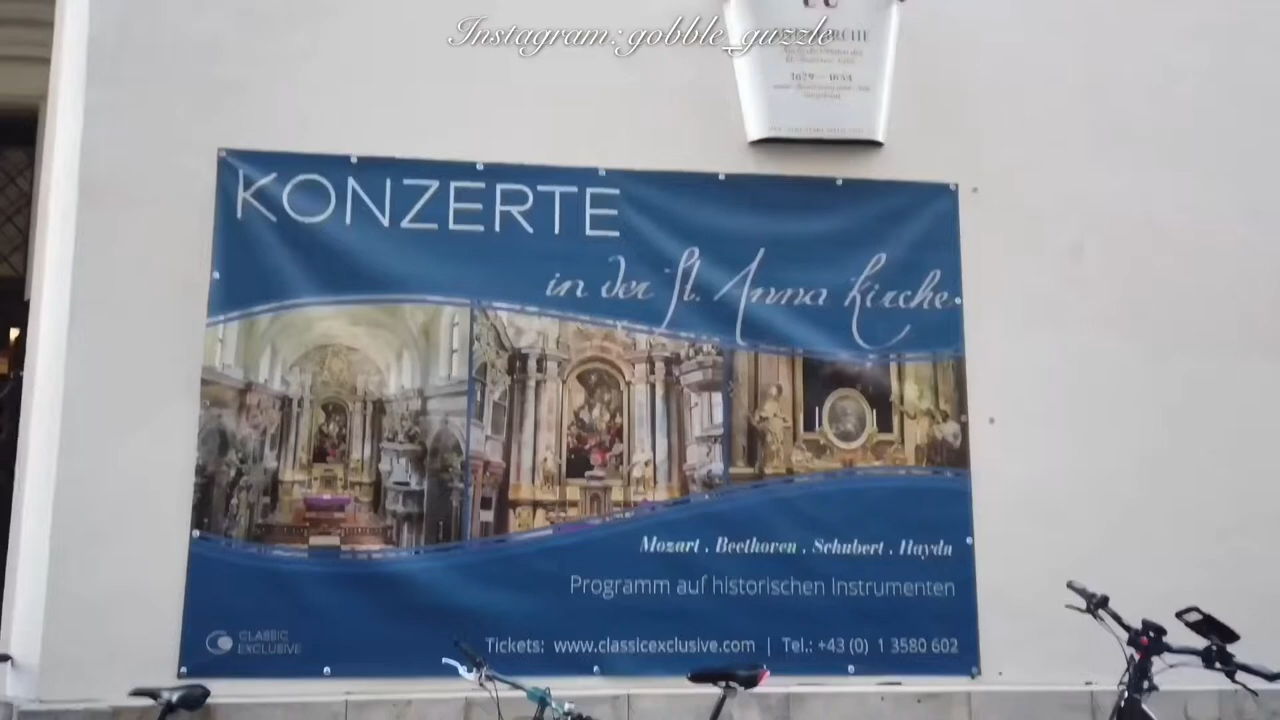 Instagram: gobble_guzzle
1629 – 1634
KONZERTE
in der St. Anna Kirche
Mozart . Beethoven . Schubert . Haydn
Programm auf historischen Instrumenten
CLASSIC
EXCLUSIVE
Tickets: www.classicexclusive.com | Tel.: +43 (0) 1 3580 602